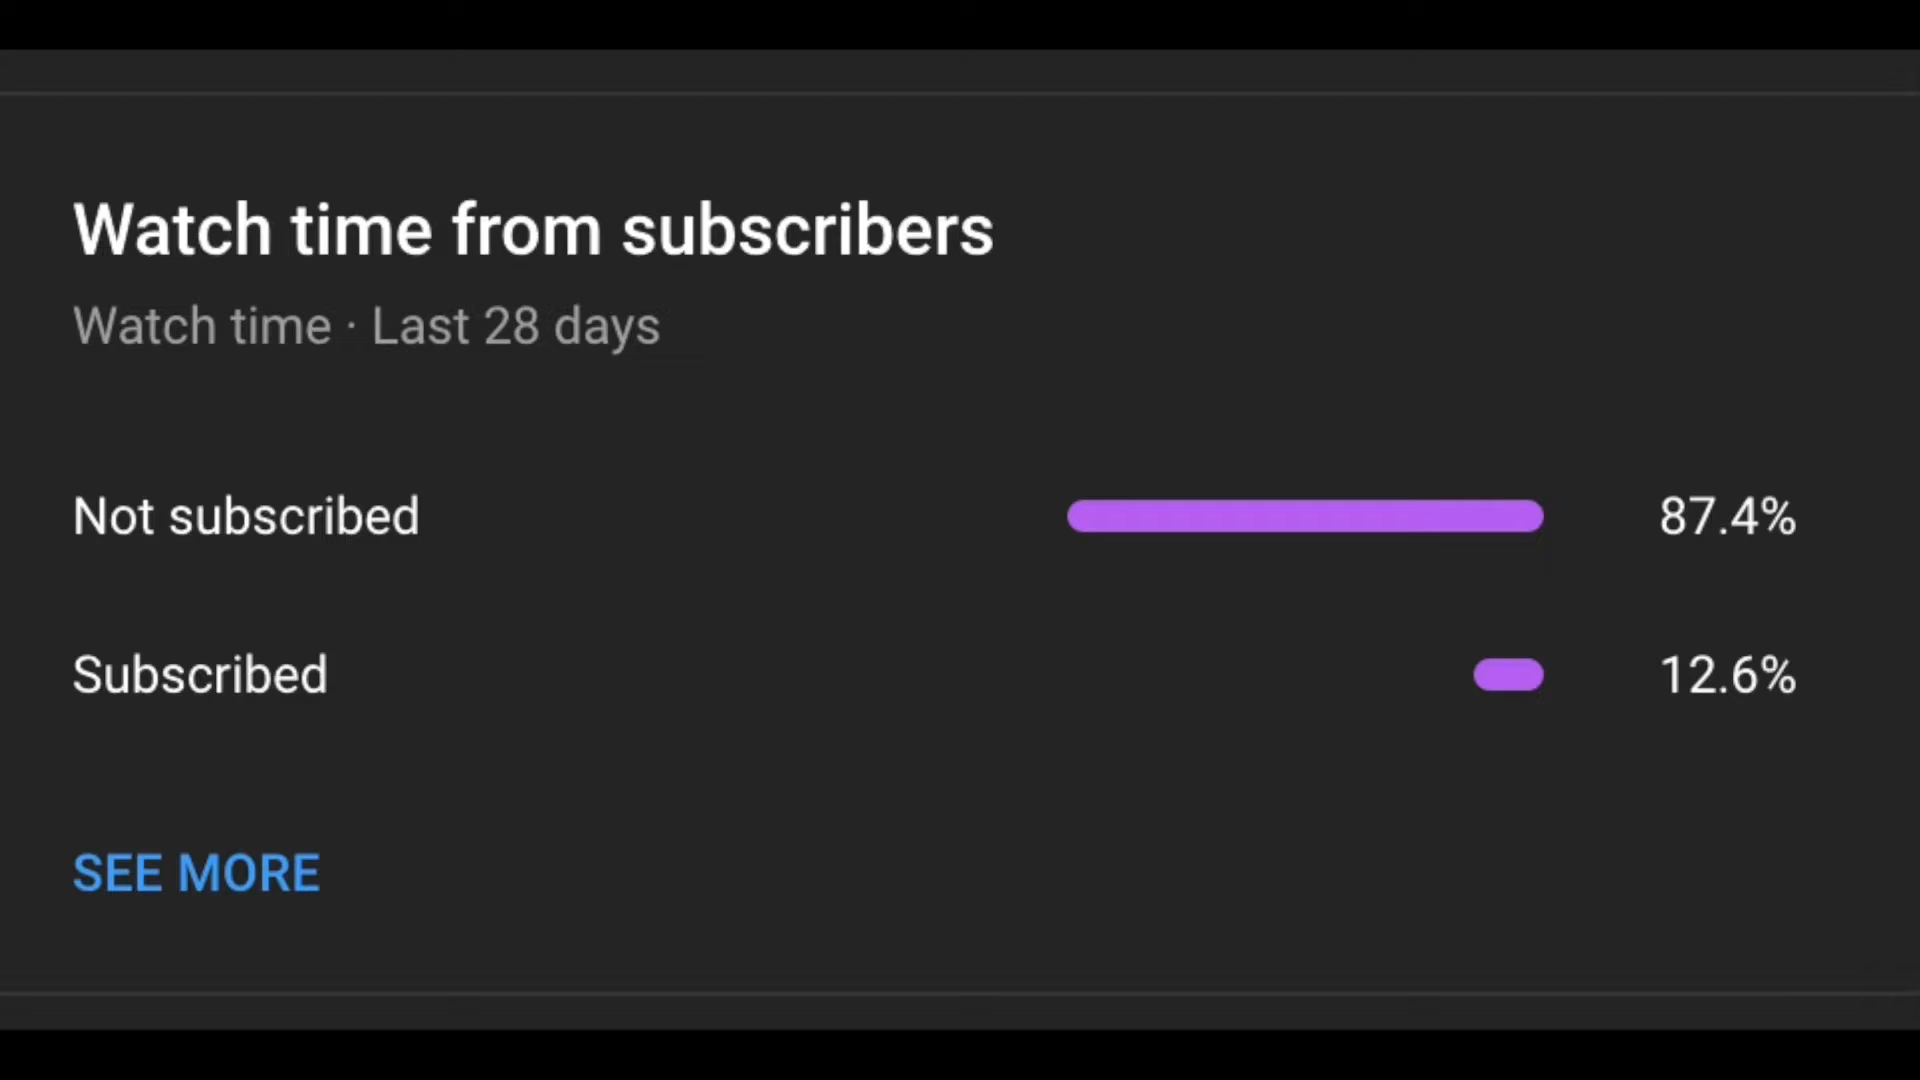 Watch time from subscribers
Watch time · Last 28 days
Not subscribed 87.4%
Subscribed 12.6%
SEE MORE